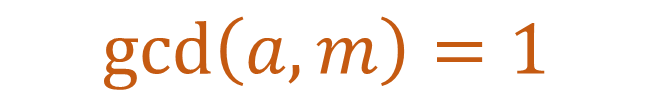 gcd(𝑎, 𝑚) = 1